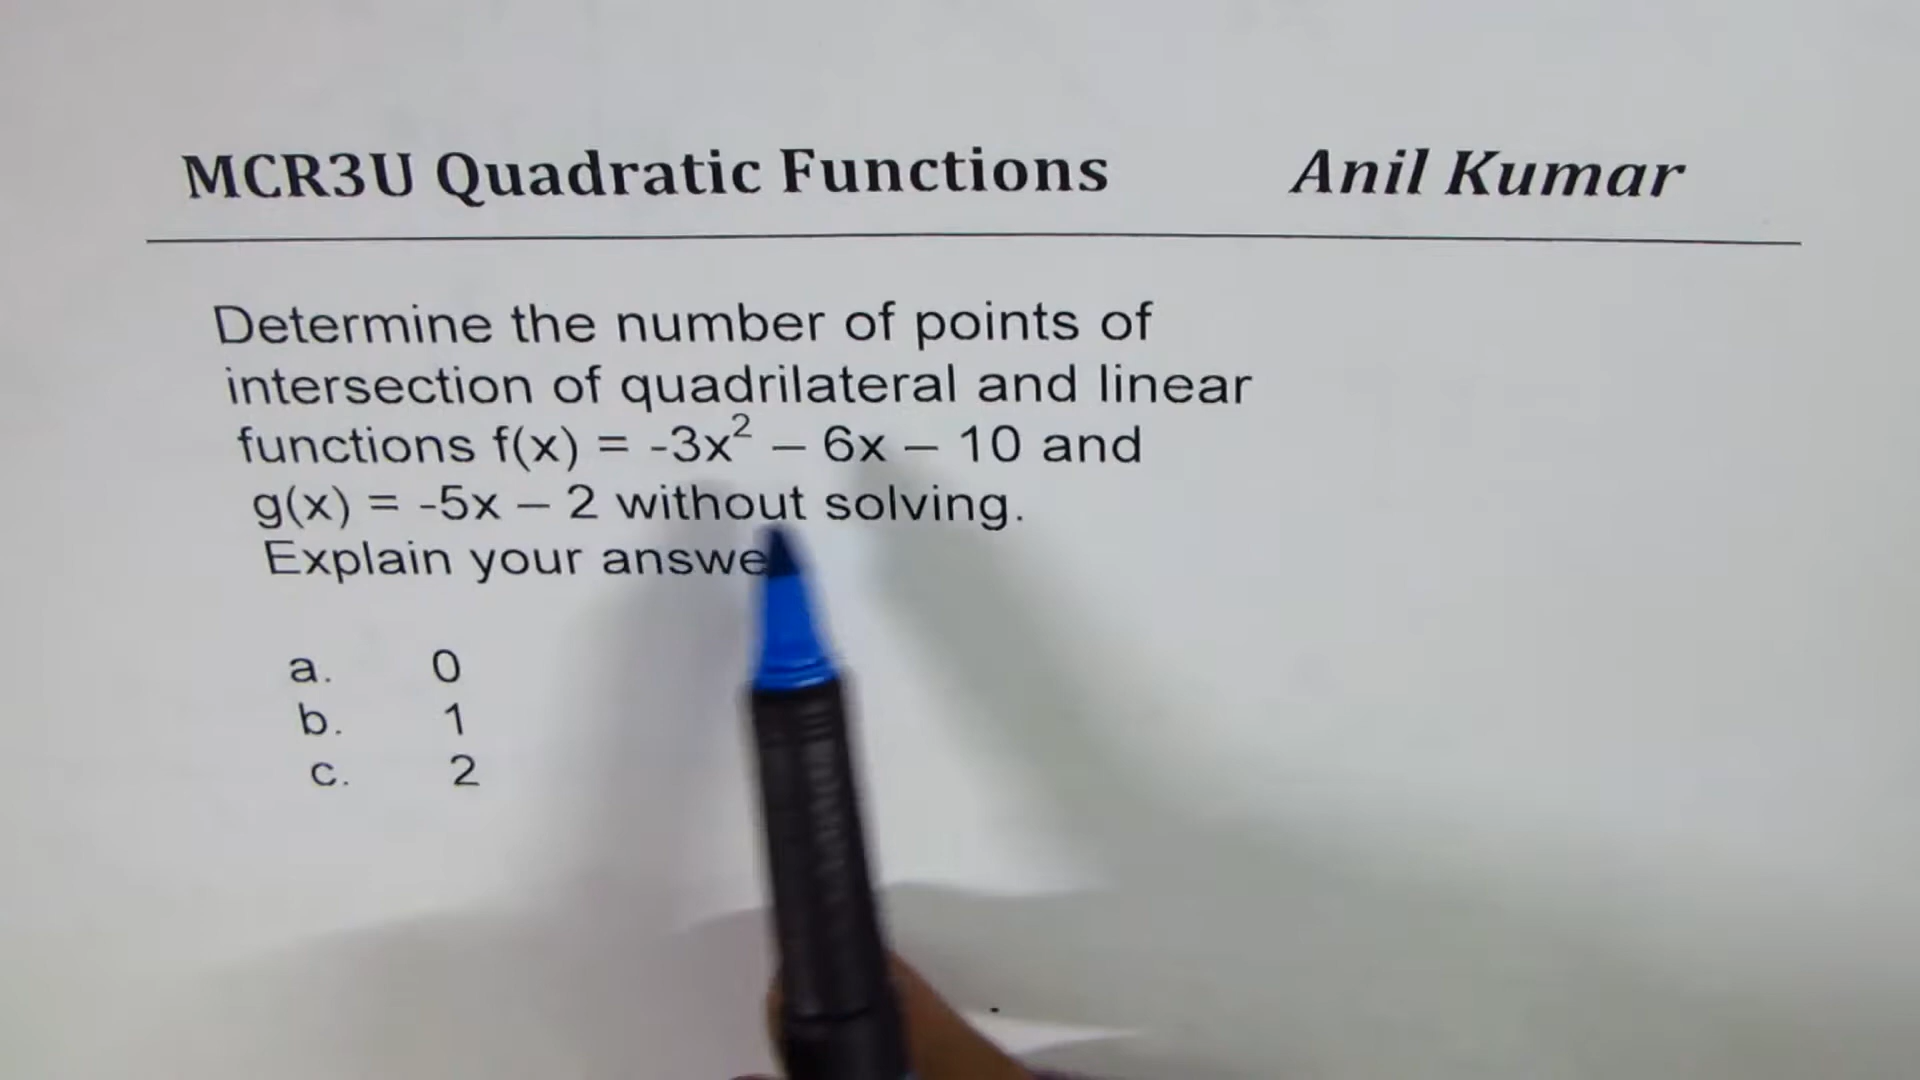 MCR3U Quadratic Functions Anil Kumar
Determine the number of points of
intersection of quadrilateral and linear
functions f(x) = -3x² – 6x – 10 and
g(x) = -5x – 2 without solving.
Explain your answe
a. 0
b. 1
c. 2